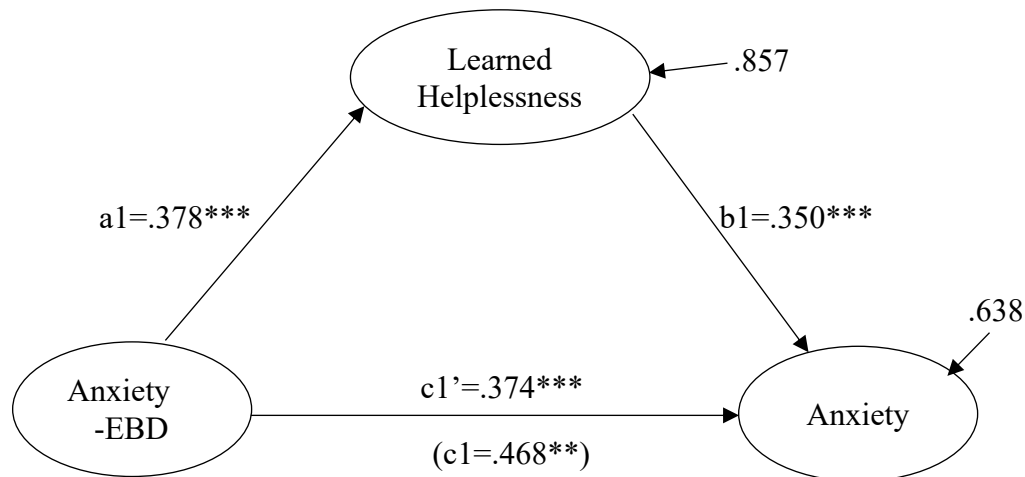 Learned
Helplessness
.857
a1=.378***
b1=.350***
.638
Anxiety
-EBD
c1’=.374***
(c1=.468**)
Anxiety